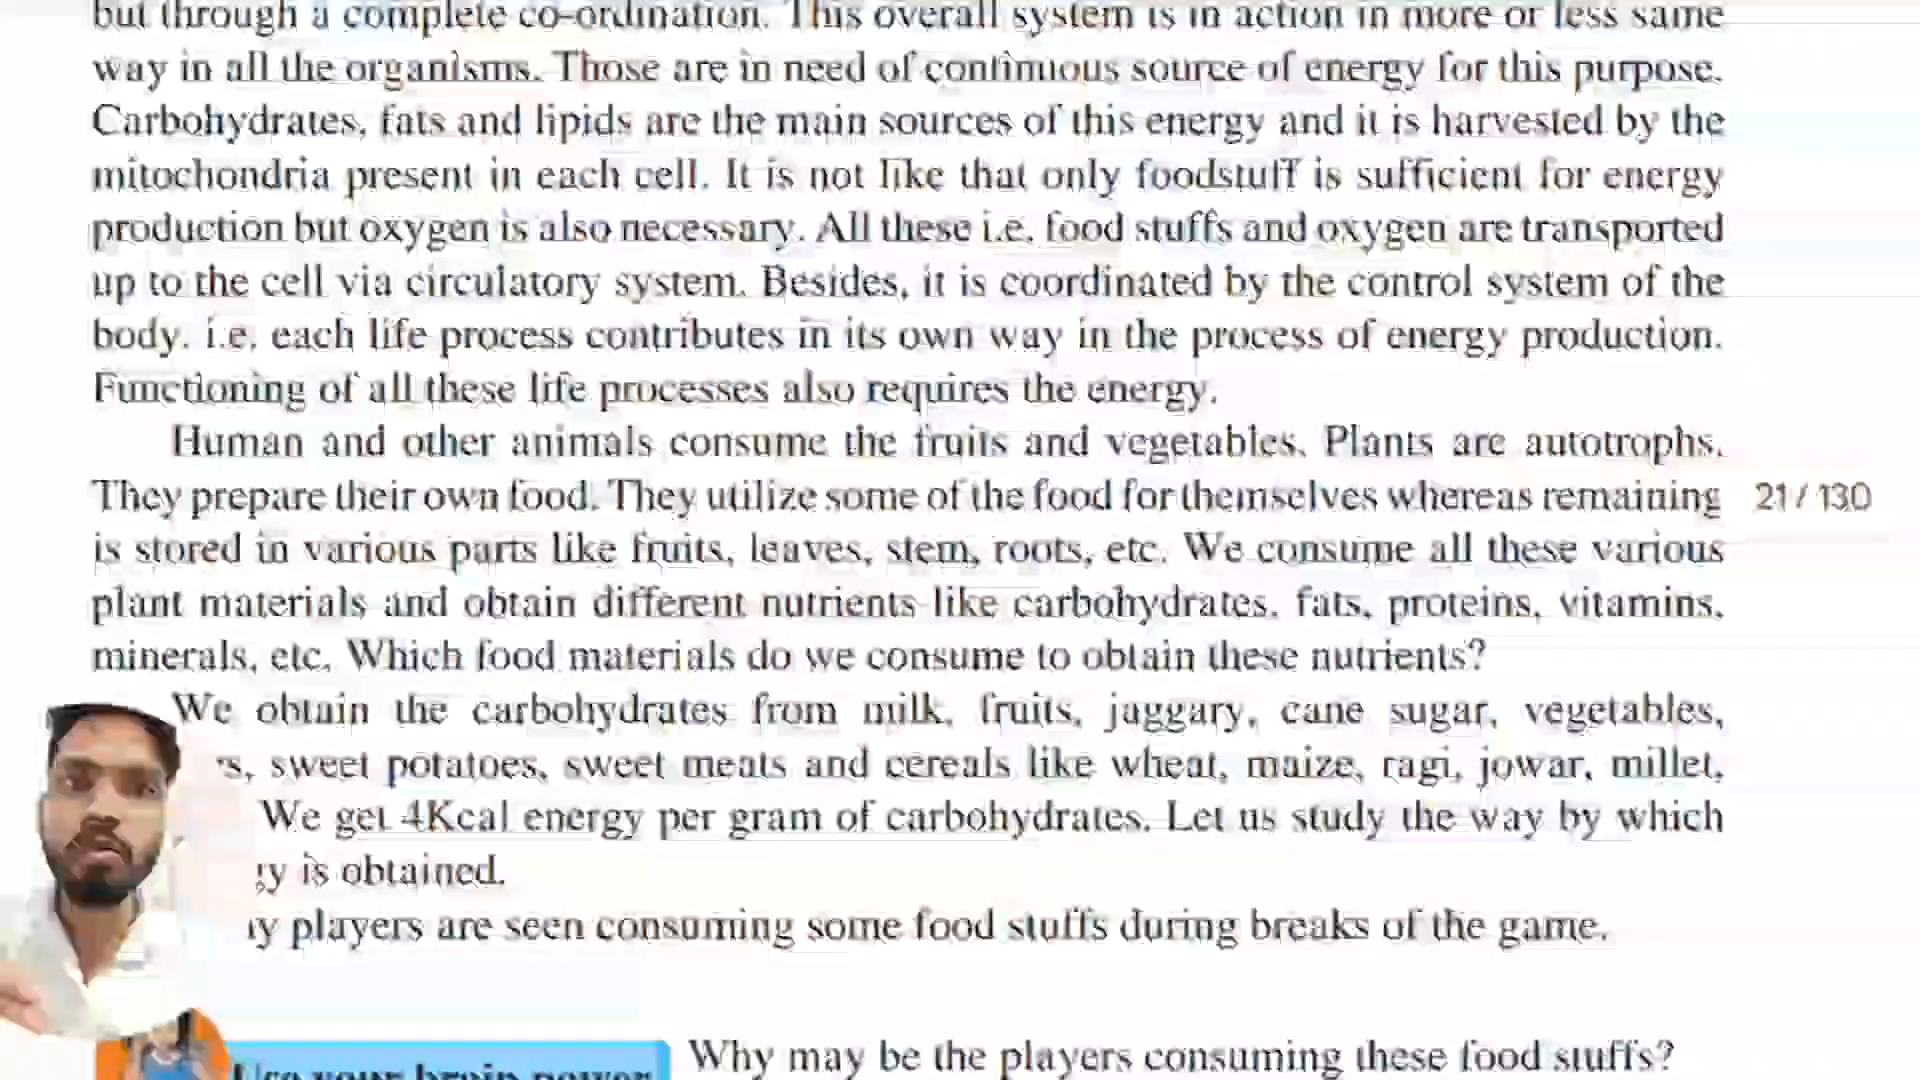 but through a complete co-ordination. This overall system is in action in more or less same
way in all the organisms. Those are in need of continuous source of energy for this purpose.
Carbohydrates, fats and lipids are the main sources of this energy and it is harvested by the
mitochondria present in each cell. It is not like that only foodstuff is sufficient for energy
production but oxygen is also necessary. All these i.e. food stuffs and oxygen are transported
up to the cell via circulatory system. Besides, it is coordinated by the control system of the
body. i.e. each life process contributes in its own way in the process of energy production.
Functioning of all these life processes also requires the energy.
Human and other animals consume the fruits and vegetables. Plants are autotrophs.
They prepare their own food. They utilize some of the food for themselves whereas remaining
21 / 130
is stored in various parts like fruits, leaves, stem, roots, etc. We consume all these various
plant materials and obtain different nutrients like carbohydrates, fats, proteins, vitamins,
minerals, etc. Which food materials do we consume to obtain these nutrients?
We obtain the carbohydrates from milk, fruits, jaggary, cane sugar, vegetables,
s, sweet potatoes, sweet meats and cereals like wheat, maize, ragi, jowar, millet,
We get 4Kcal energy per gram of carbohydrates. Let us study the way by which
gy is obtained.
y players are seen consuming some food stuffs during breaks of the game.
Use your brain power
Why may be the players consuming these food stuffs?